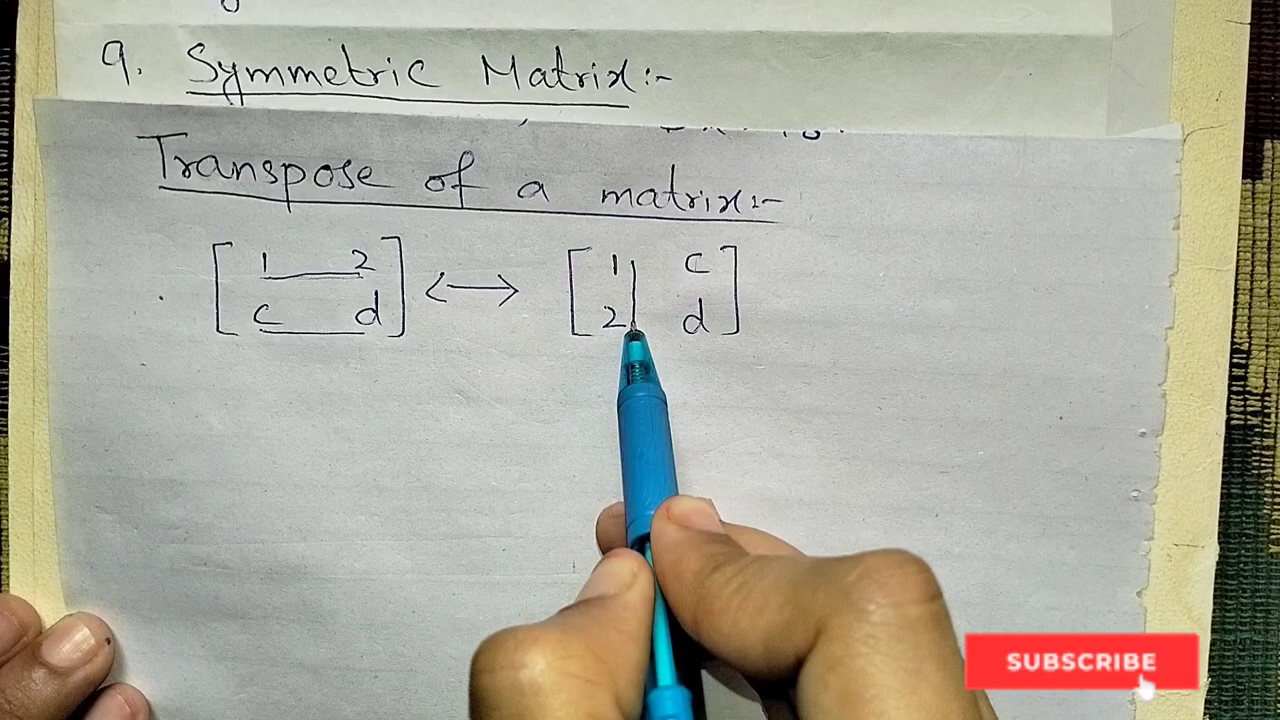 9. Symmetric Matrix:-
Transpose of a matrix:-
[ 1 2 ] ↔ [ 1 c ]
[ c d ] [ 2 d ]
SUBSCRIBE